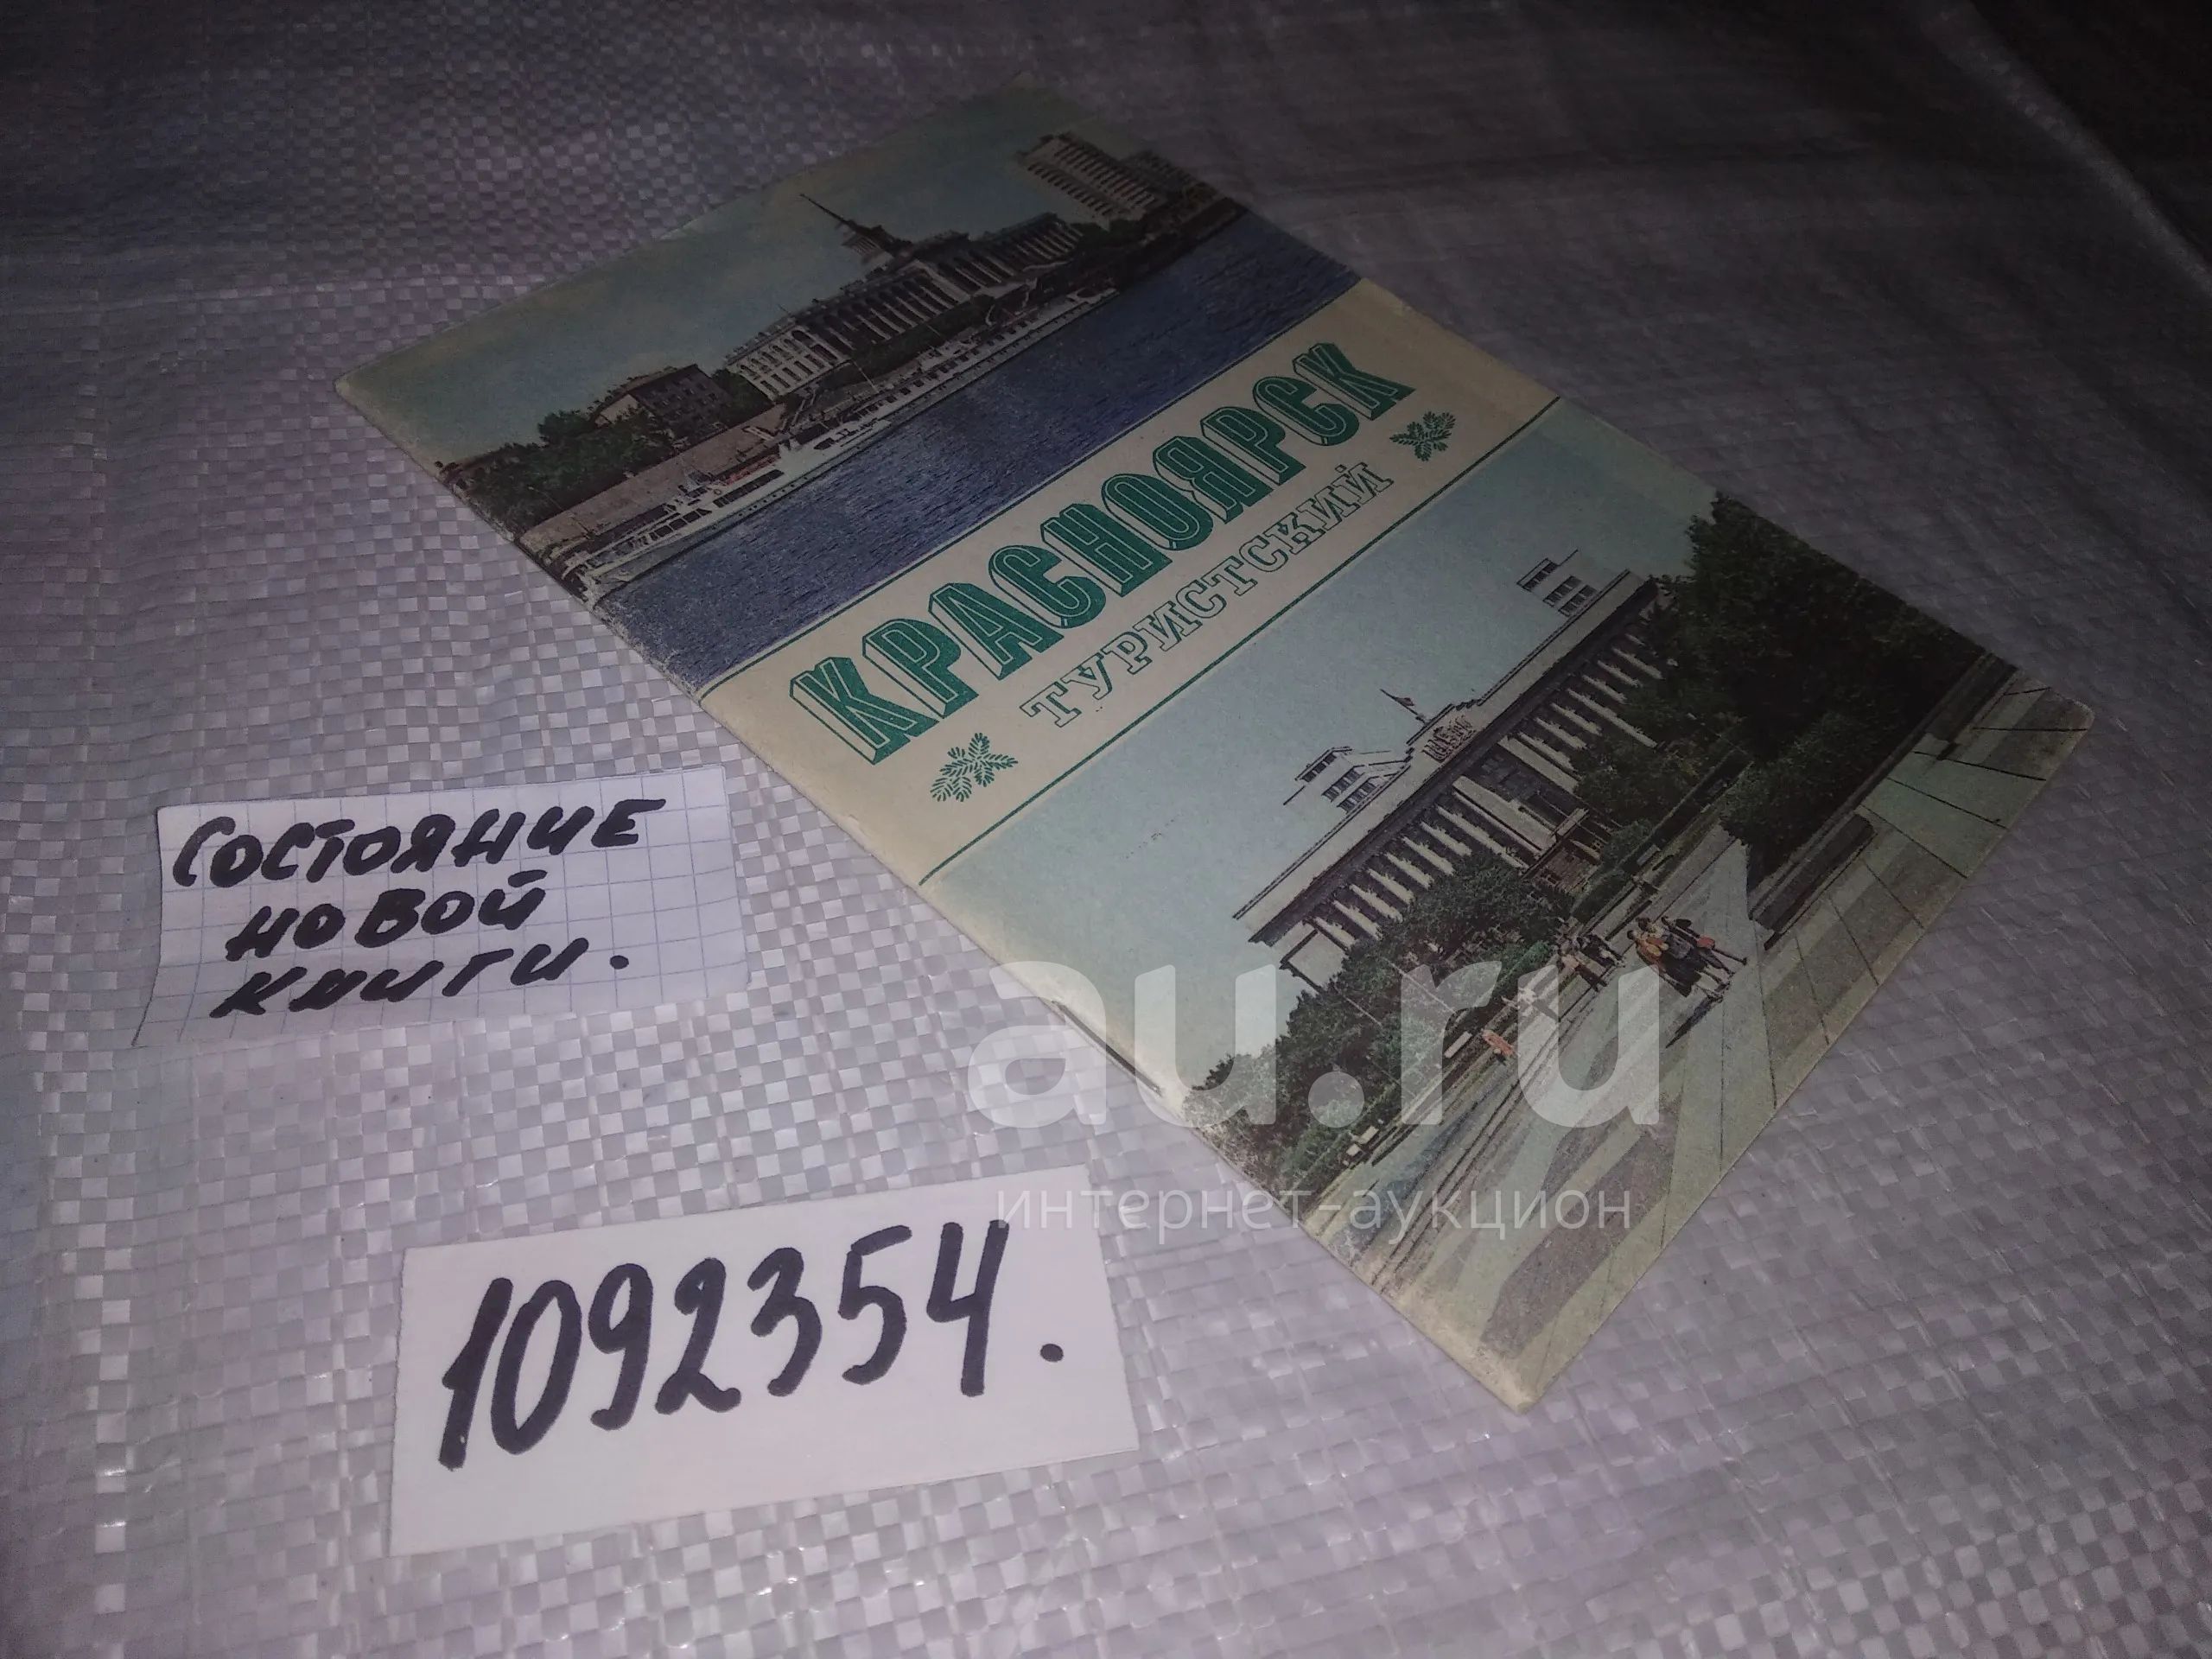 КРАСНОЯРСК
ТУРИСТСКИЙ
СОСТОЯНИЕ
НОВОЙ
КНИГИ.
au.ru
интернет-аукцион
1092354.